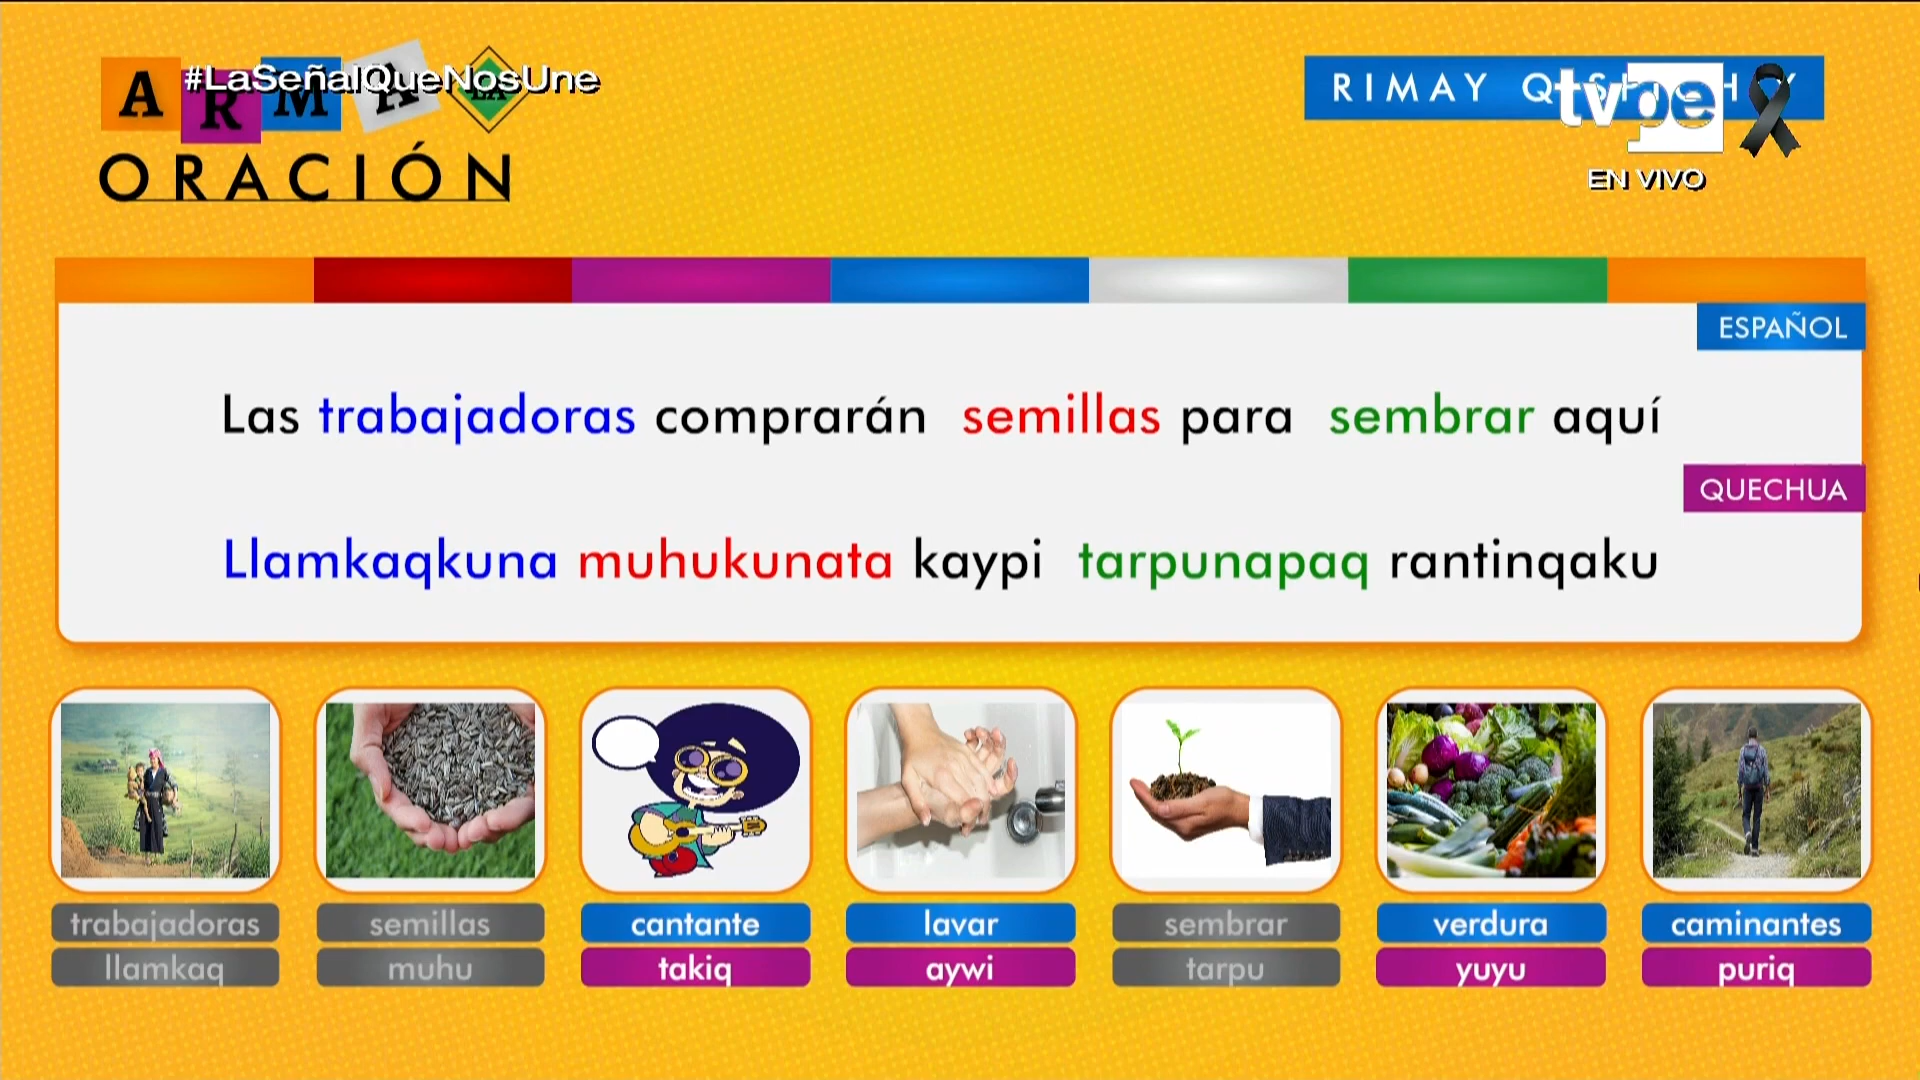 ARMA LA
#LaSeñalQueNosUne
ORACIÓN
RIMAY
tvpe
EN VIVO
ESPAÑOL
Las trabajadoras comprarán semillas para sembrar aquí
QUECHUA
Llamkaqkuna muhukunata kaypi tarpunapaq rantinqaku
trabajadoras semillas cantante lavar sembrar verdura caminantes
llamkaq muhu takiq aywi tarpu yuyu puriq